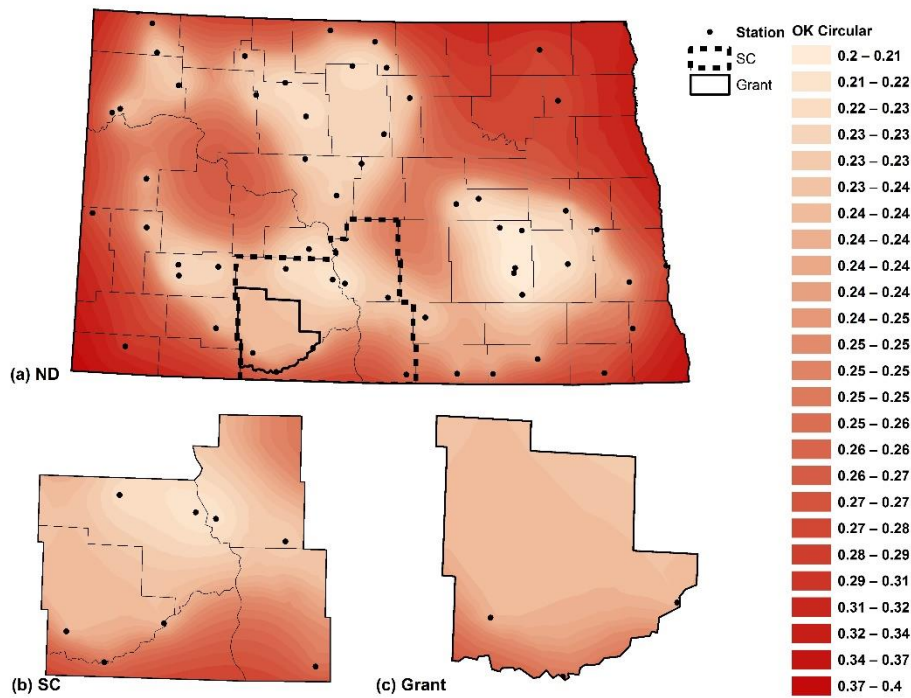 Station
SC
Grant
OK Circular
0.2 – 0.21
0.21 – 0.22
0.22 – 0.23
0.23 – 0.23
0.23 – 0.23
0.23 – 0.24
0.24 – 0.24
0.24 – 0.24
0.24 – 0.24
0.24 – 0.24
0.24 – 0.25
0.25 – 0.25
0.25 – 0.25
0.25 – 0.25
0.25 – 0.26
0.26 – 0.26
0.26 – 0.27
0.27 – 0.27
0.27 – 0.28
0.28 – 0.29
0.29 – 0.31
0.31 – 0.32
0.32 – 0.34
0.34 – 0.37
0.37 – 0.4
(a) ND
(b) SC
(c) Grant